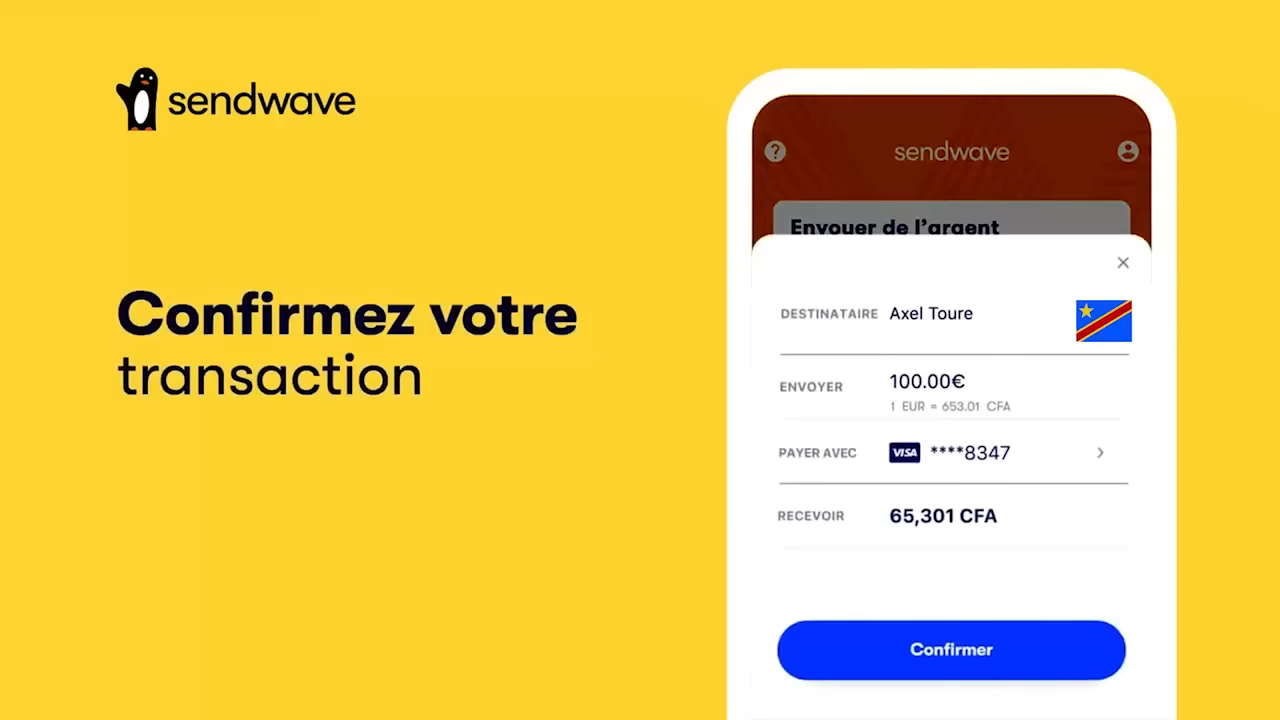 sendwave
Confirmez votre
transaction
sendwave
Envoyer de l'argent
DESTINATAIRE Axel Toure
ENVOYER 100.00€
1 EUR = 653.01 CFA
PAYER AVEC VISA ****8347
RECEVOIR 65,301 CFA
Confirmer